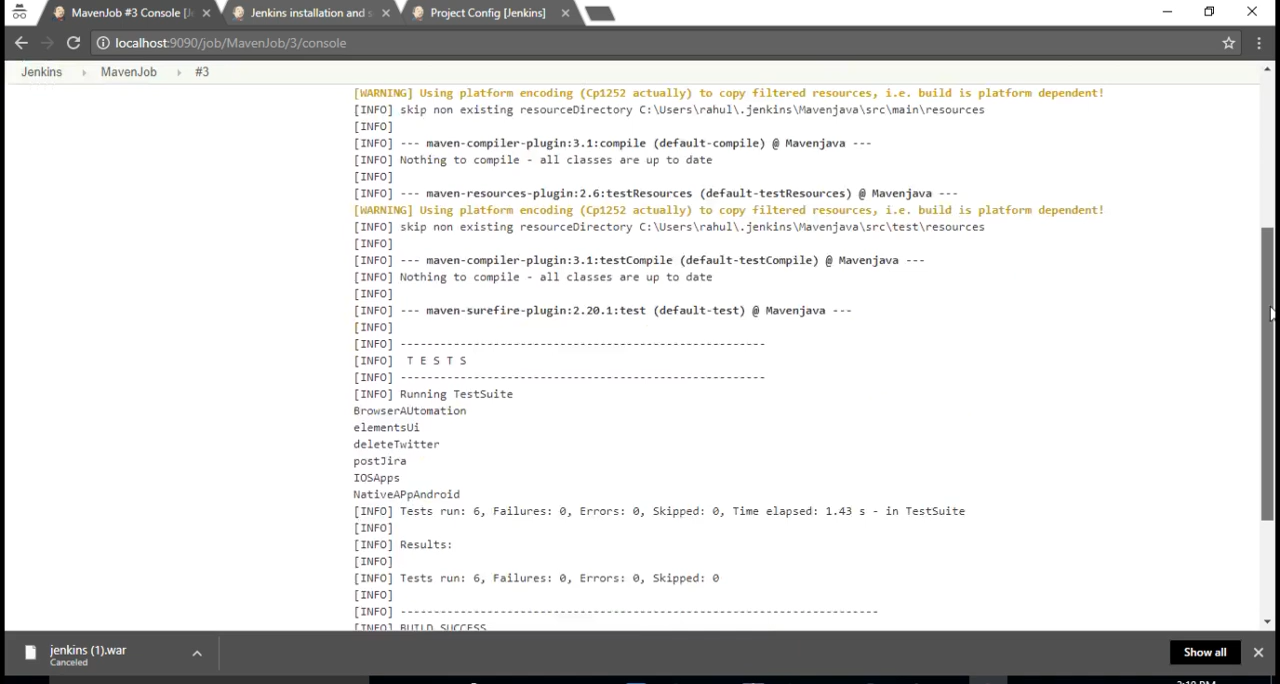 MavenJob #3 Console [J
Jenkins installation and s
Project Config [Jenkins]
localhost:9090/job/MavenJob/3/console
Jenkins
MavenJob
#3
[WARNING] Using platform encoding (Cp1252 actually) to copy filtered resources, i.e. build is platform dependent!
[INFO] skip non existing resourceDirectory C:\Users\rahul\.jenkins\Mavenjava\src\main\resources
[INFO]
[INFO] --- maven-compiler-plugin:3.1:compile (default-compile) @ Mavenjava ---
[INFO] Nothing to compile - all classes are up to date
[INFO]
[INFO] --- maven-resources-plugin:2.6:testResources (default-testResources) @ Mavenjava ---
[WARNING] Using platform encoding (Cp1252 actually) to copy filtered resources, i.e. build is platform dependent!
[INFO] skip non existing resourceDirectory C:\Users\rahul\.jenkins\Mavenjava\src\test\resources
[INFO]
[INFO] --- maven-compiler-plugin:3.1:testCompile (default-testCompile) @ Mavenjava ---
[INFO] Nothing to compile - all classes are up to date
[INFO]
[INFO] --- maven-surefire-plugin:2.20.1:test (default-test) @ Mavenjava ---
[INFO]
[INFO] -------------------------------------------------------
[INFO]  T E S T S
[INFO] -------------------------------------------------------
[INFO] Running TestSuite
BrowserAUtomation
elementsUi
deleteTwitter
postJira
IOSApps
NativeAPpAndroid
[INFO] Tests run: 6, Failures: 0, Errors: 0, Skipped: 0, Time elapsed: 1.43 s - in TestSuite
[INFO]
[INFO] Results:
[INFO]
[INFO] Tests run: 6, Failures: 0, Errors: 0, Skipped: 0
[INFO]
[INFO] ------------------------------------------------------------------------
[INFO] BUILD SUCCESS
jenkins (1).war
Canceled
Show all